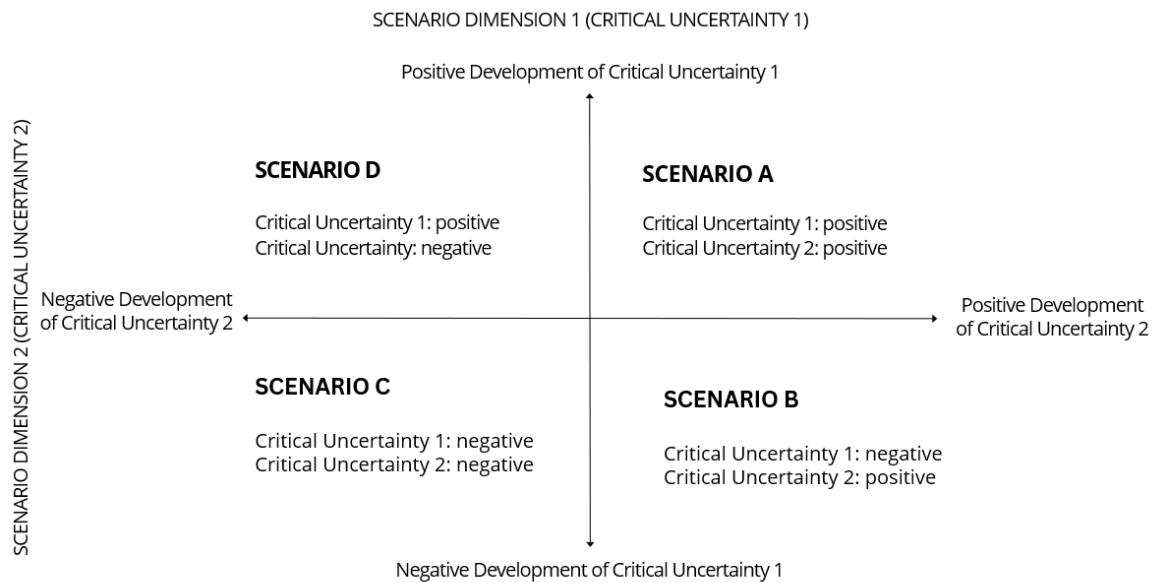 SCENARIO DIMENSION 1 (CRITICAL UNCERTAINTY 1)
Positive Development of Critical Uncertainty 1
SCENARIO DIMENSION 2 (CRITICAL UNCERTAINTY 2)
SCENARIO D
Critical Uncertainty 1: positive
Critical Uncertainty: negative
SCENARIO A
Critical Uncertainty 1: positive
Critical Uncertainty 2: positive
Negative Development
of Critical Uncertainty 2
Positive Development
of Critical Uncertainty 2
SCENARIO C
Critical Uncertainty 1: negative
Critical Uncertainty 2: negative
SCENARIO B
Critical Uncertainty 1: negative
Critical Uncertainty 2: positive
Negative Development of Critical Uncertainty 1